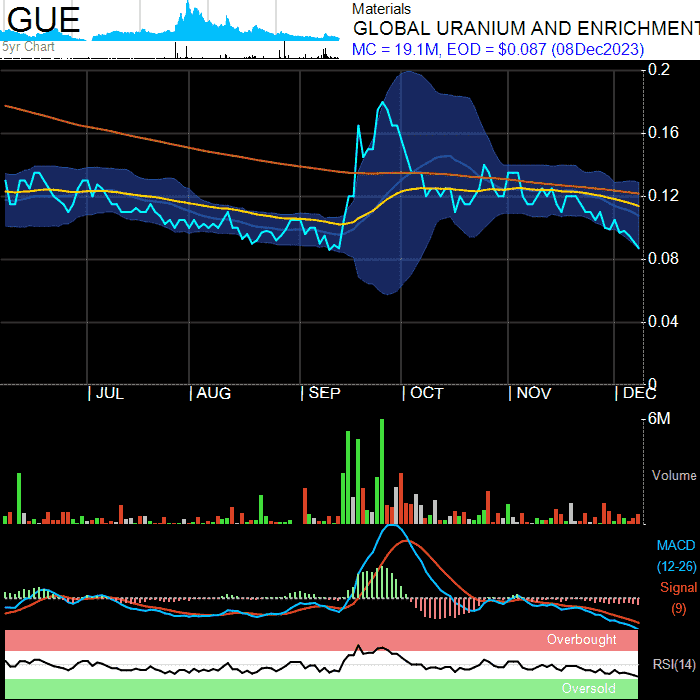 GUE
5yr Chart
Materials
GLOBAL URANIUM AND ENRICHMENT
MC = 19.1M, EOD = $0.087 (08Dec2023)
0.2
0.16
0.12
0.08
0.04
0
JUL
AUG
SEP
OCT
NOV
DEC
6M
Volume
MACD
(12-26)
Signal
(9)
Overbought
RSI(14)
Oversold